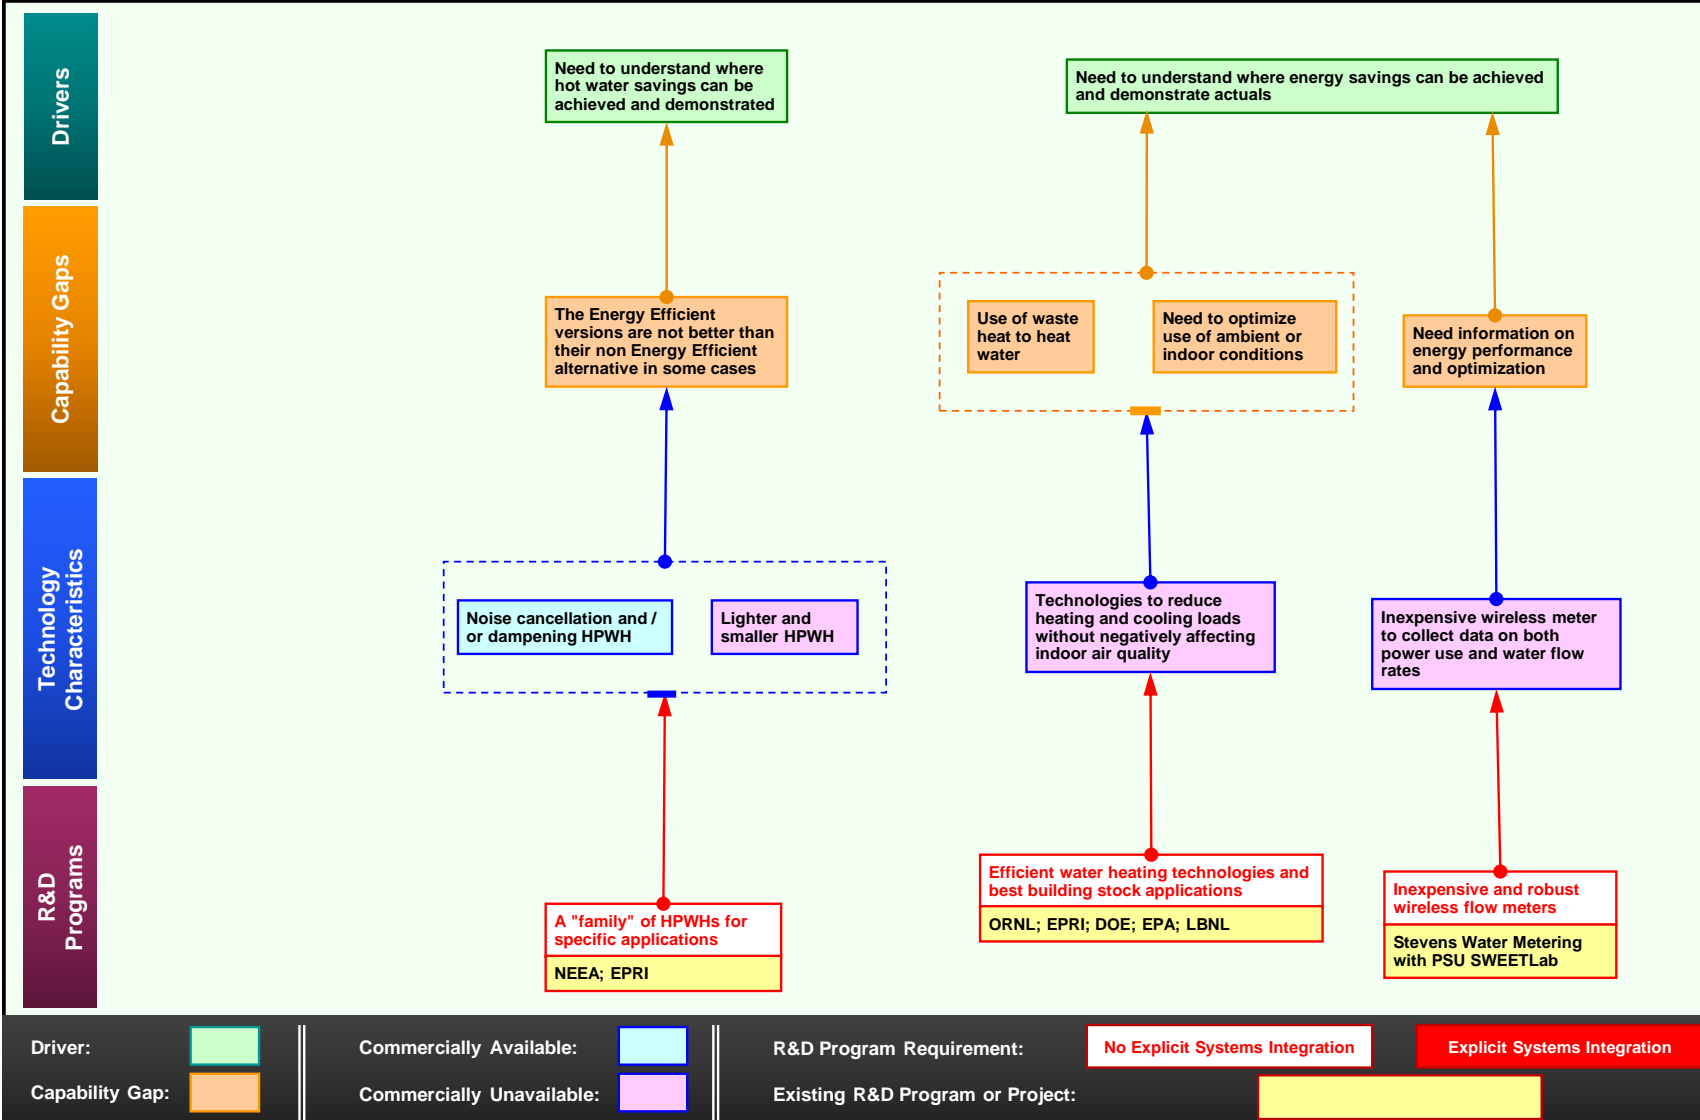 Drivers
Need to understand where
hot water savings can be
achieved and demonstrated
Need to understand where energy savings can be achieved
and demonstrate actuals
Capability Gaps
The Energy Efficient
versions are not better than
their non Energy Efficient
alternative in some cases
Use of waste
heat to heat
water
Need to optimize
use of ambient or
indoor conditions
Need information on
energy performance
and optimization
Technology
Characteristics
Noise cancellation and /
or dampening HPWH
Lighter and
smaller HPWH
Technologies to reduce
heating and cooling loads
without negatively affecting
indoor air quality
Inexpensive wireless meter
to collect data on both
power use and water flow
rates
R&D
Programs
A "family" of HPWHs for
specific applications
NEEA; EPRI
Efficient water heating technologies and
best building stock applications
ORNL; EPRI; DOE; EPA; LBNL
Inexpensive and robust
wireless flow meters
Stevens Water Metering
with PSU SWEETLab
Driver:
Capability Gap:
Commercially Available:
Commercially Unavailable:
R&D Program Requirement:
No Explicit Systems Integration
Explicit Systems Integration
Existing R&D Program or Project: